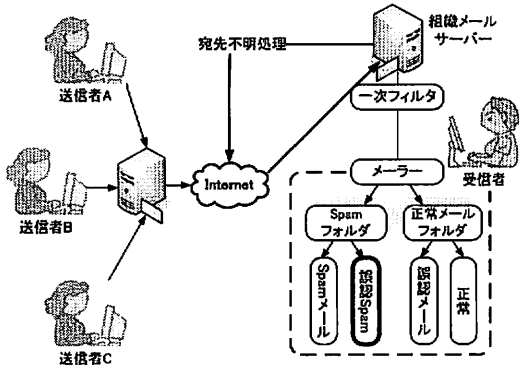 組織メール
サーバー
宛先不明処理
送信者A
一次フィルタ
Internet
メーラー
受信者
送信者B
Spam
フォルダ
正常メール
フォルダ
Spamメール
誤認Spam
誤認メール
正常
送信者C